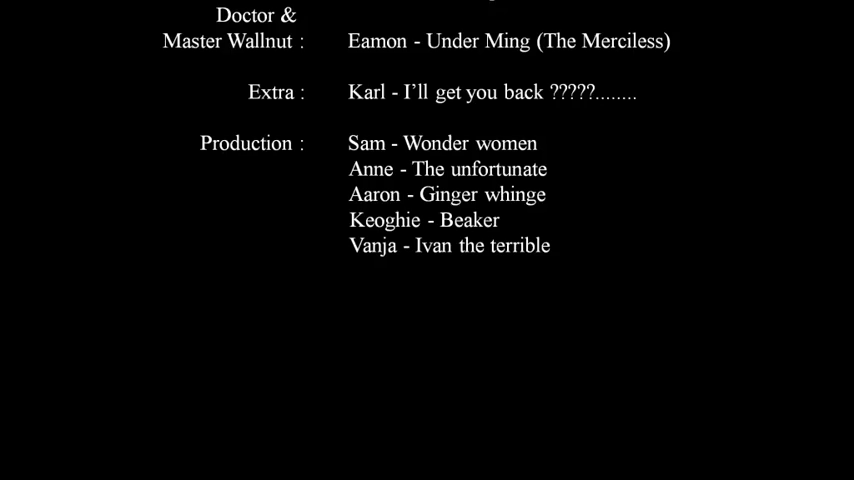 Doctor &
Master Wallnut : Eamon - Under Ming (The Merciless)
Extra : Karl - I'll get you back ?????........
Production : Sam - Wonder women
Anne - The unfortunate
Aaron - Ginger whinge
Keoghie - Beaker
Vanja - Ivan the terrible